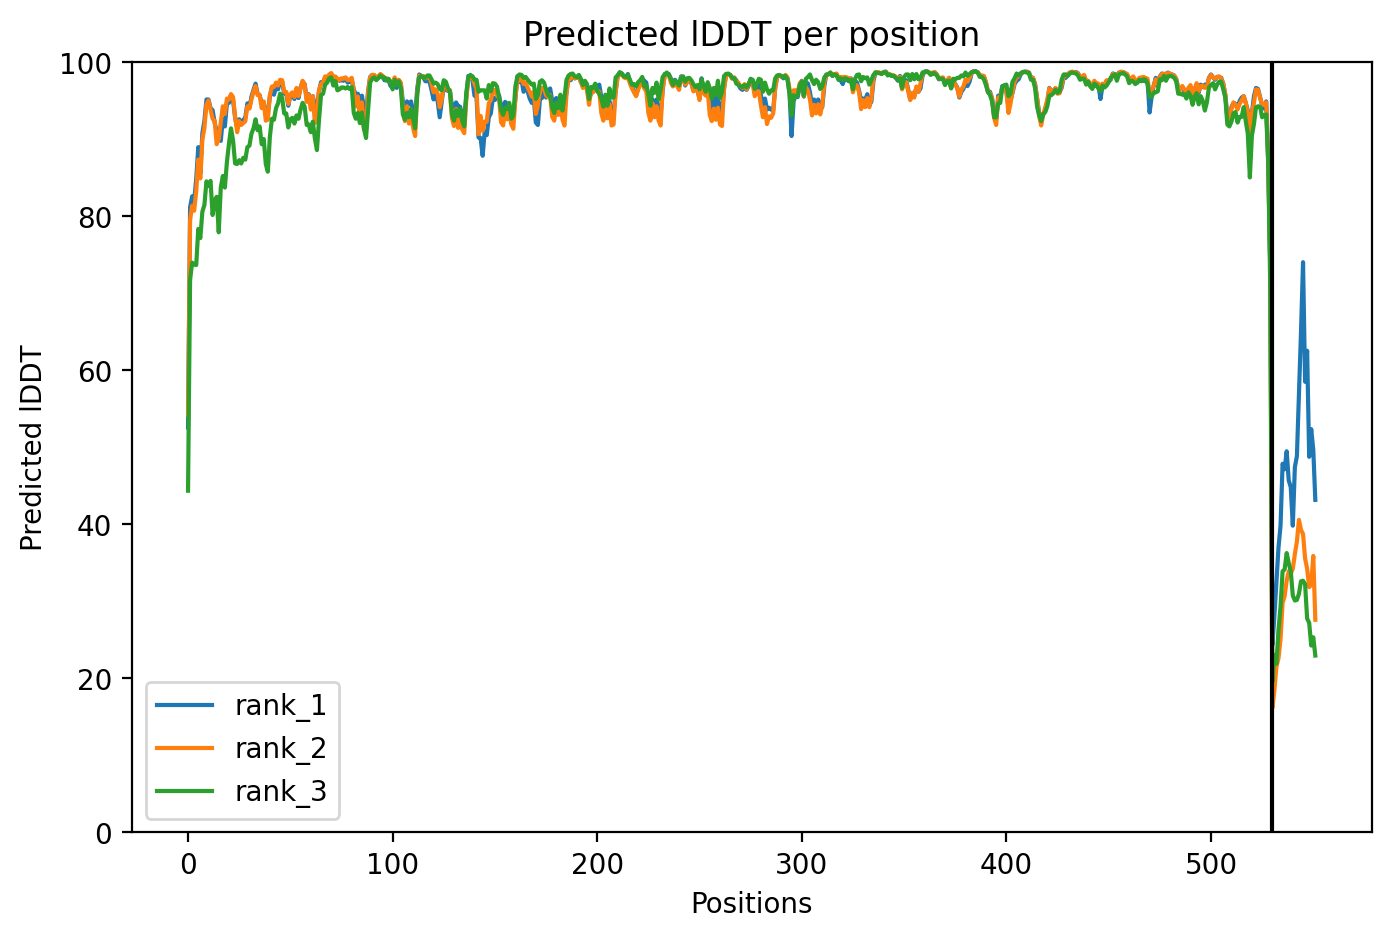 Predicted lDDT per position
100
80
60
40
20
0
Predicted lDDT
rank_1
rank_2
rank_3
0 100 200 300 400 500
Positions